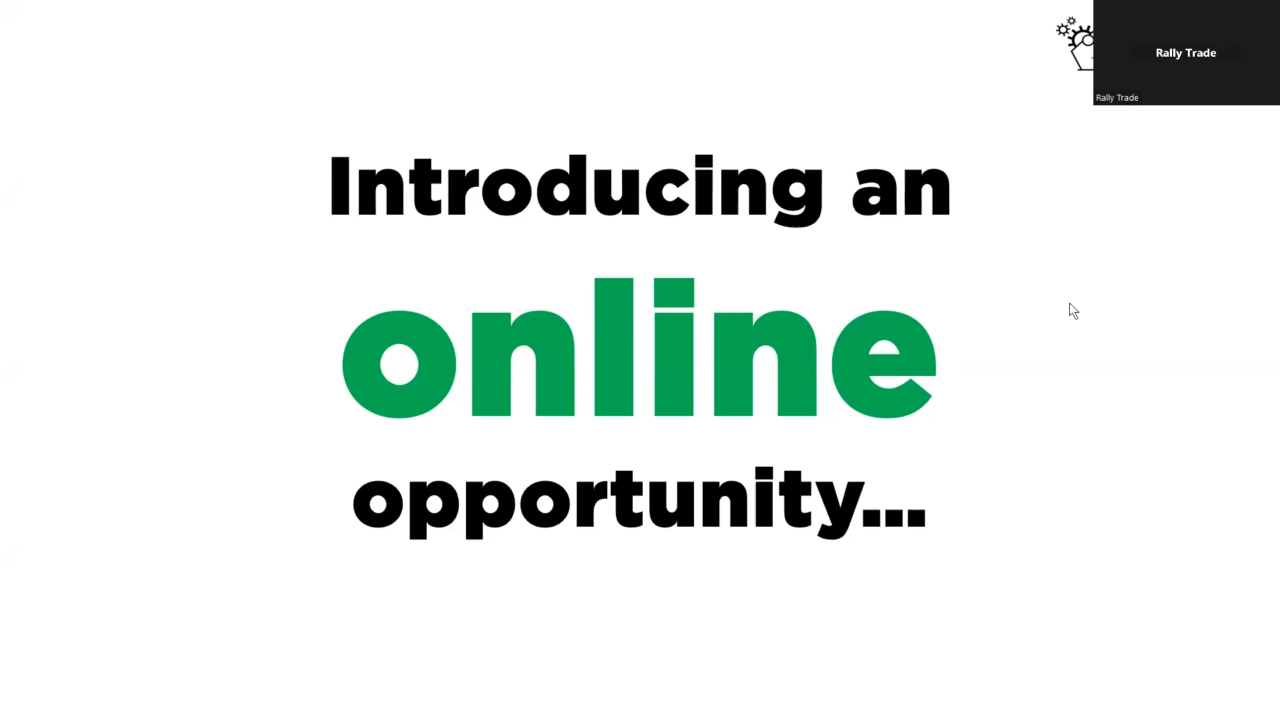 Rally Trade
Rally Trade
Introducing an
online
opportunity...